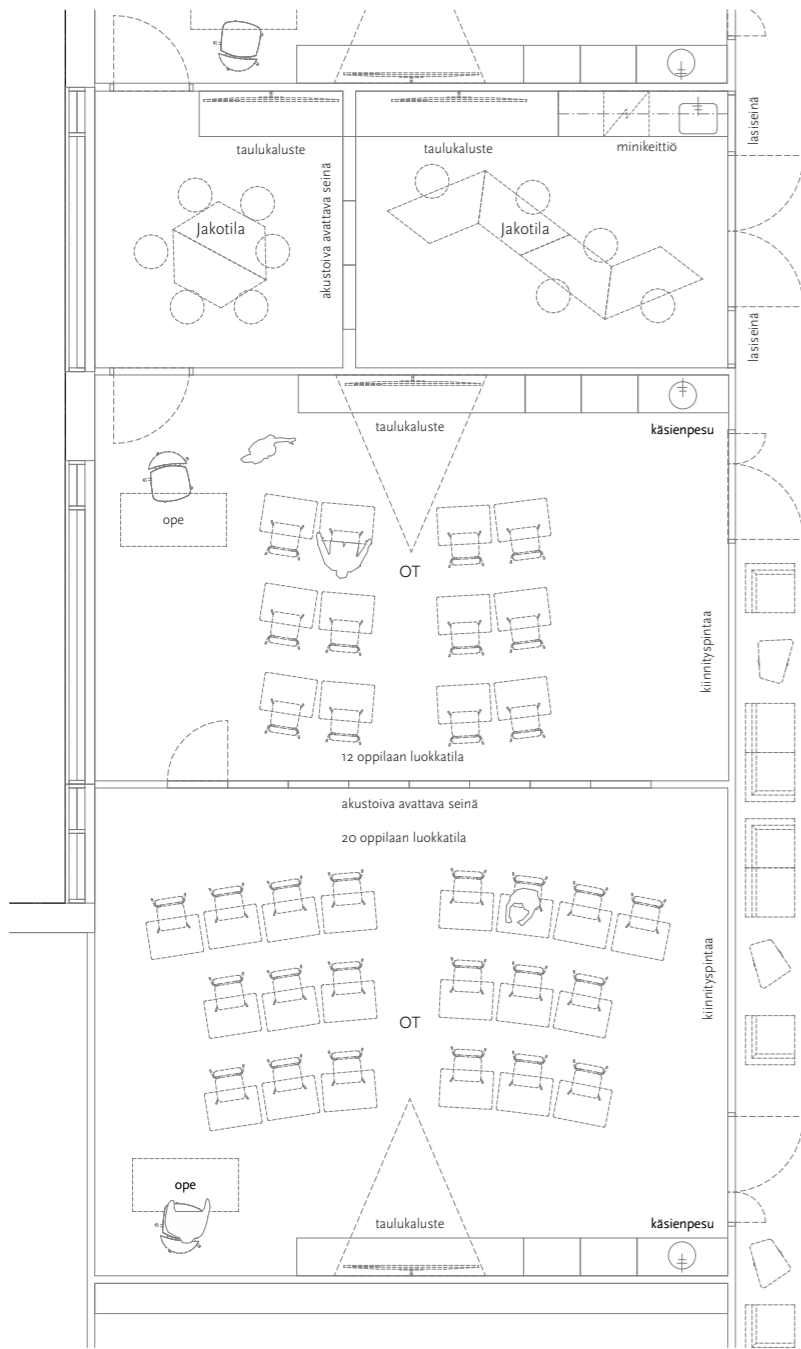 taulukaluste
taulukaluste
minikeittiö
lasiseinä
akustoiva avattava seinä
Jakotila
Jakotila
lasiseinä
taulukaluste
käsienpesu
ope
OT
kiinnityspintaa
12 oppilaan luokkatila
akustoiva avattava seinä
20 oppilaan luokkatila
kiinnityspintaa
OT
ope
taulukaluste
käsienpesu